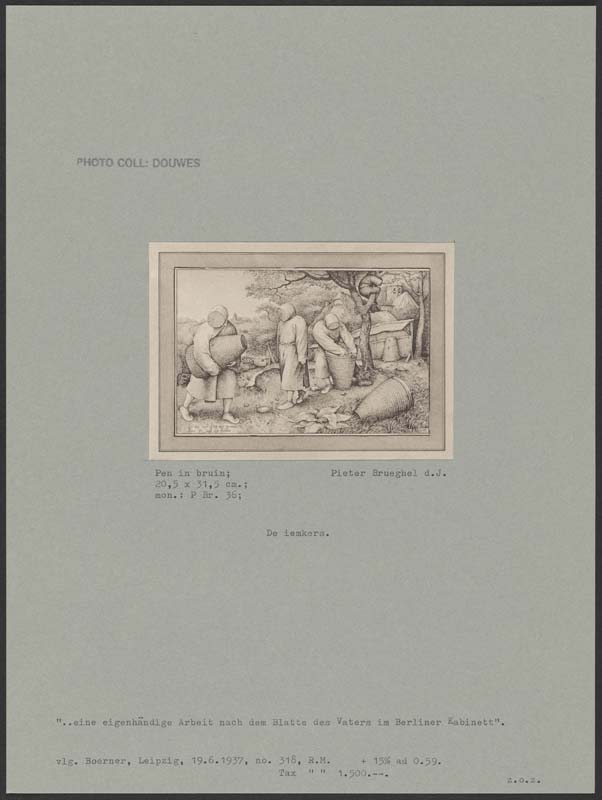 PHOTO COLL: DOUWES
Pen in bruin; Pieter Brueghel d.J.
20,5 x 31,5 cm.;
mon.: P Br. 36;
De iemkers.
"..eine eigenhändige Arbeit nach dem Blatte des Vaters im Berliner Kabinett".
vlg. Boerner, Leipzig, 19.6.1937, no. 318, R.M. + 15% ad 0.59.
Tax " " 1.500.--.
z.o.z.